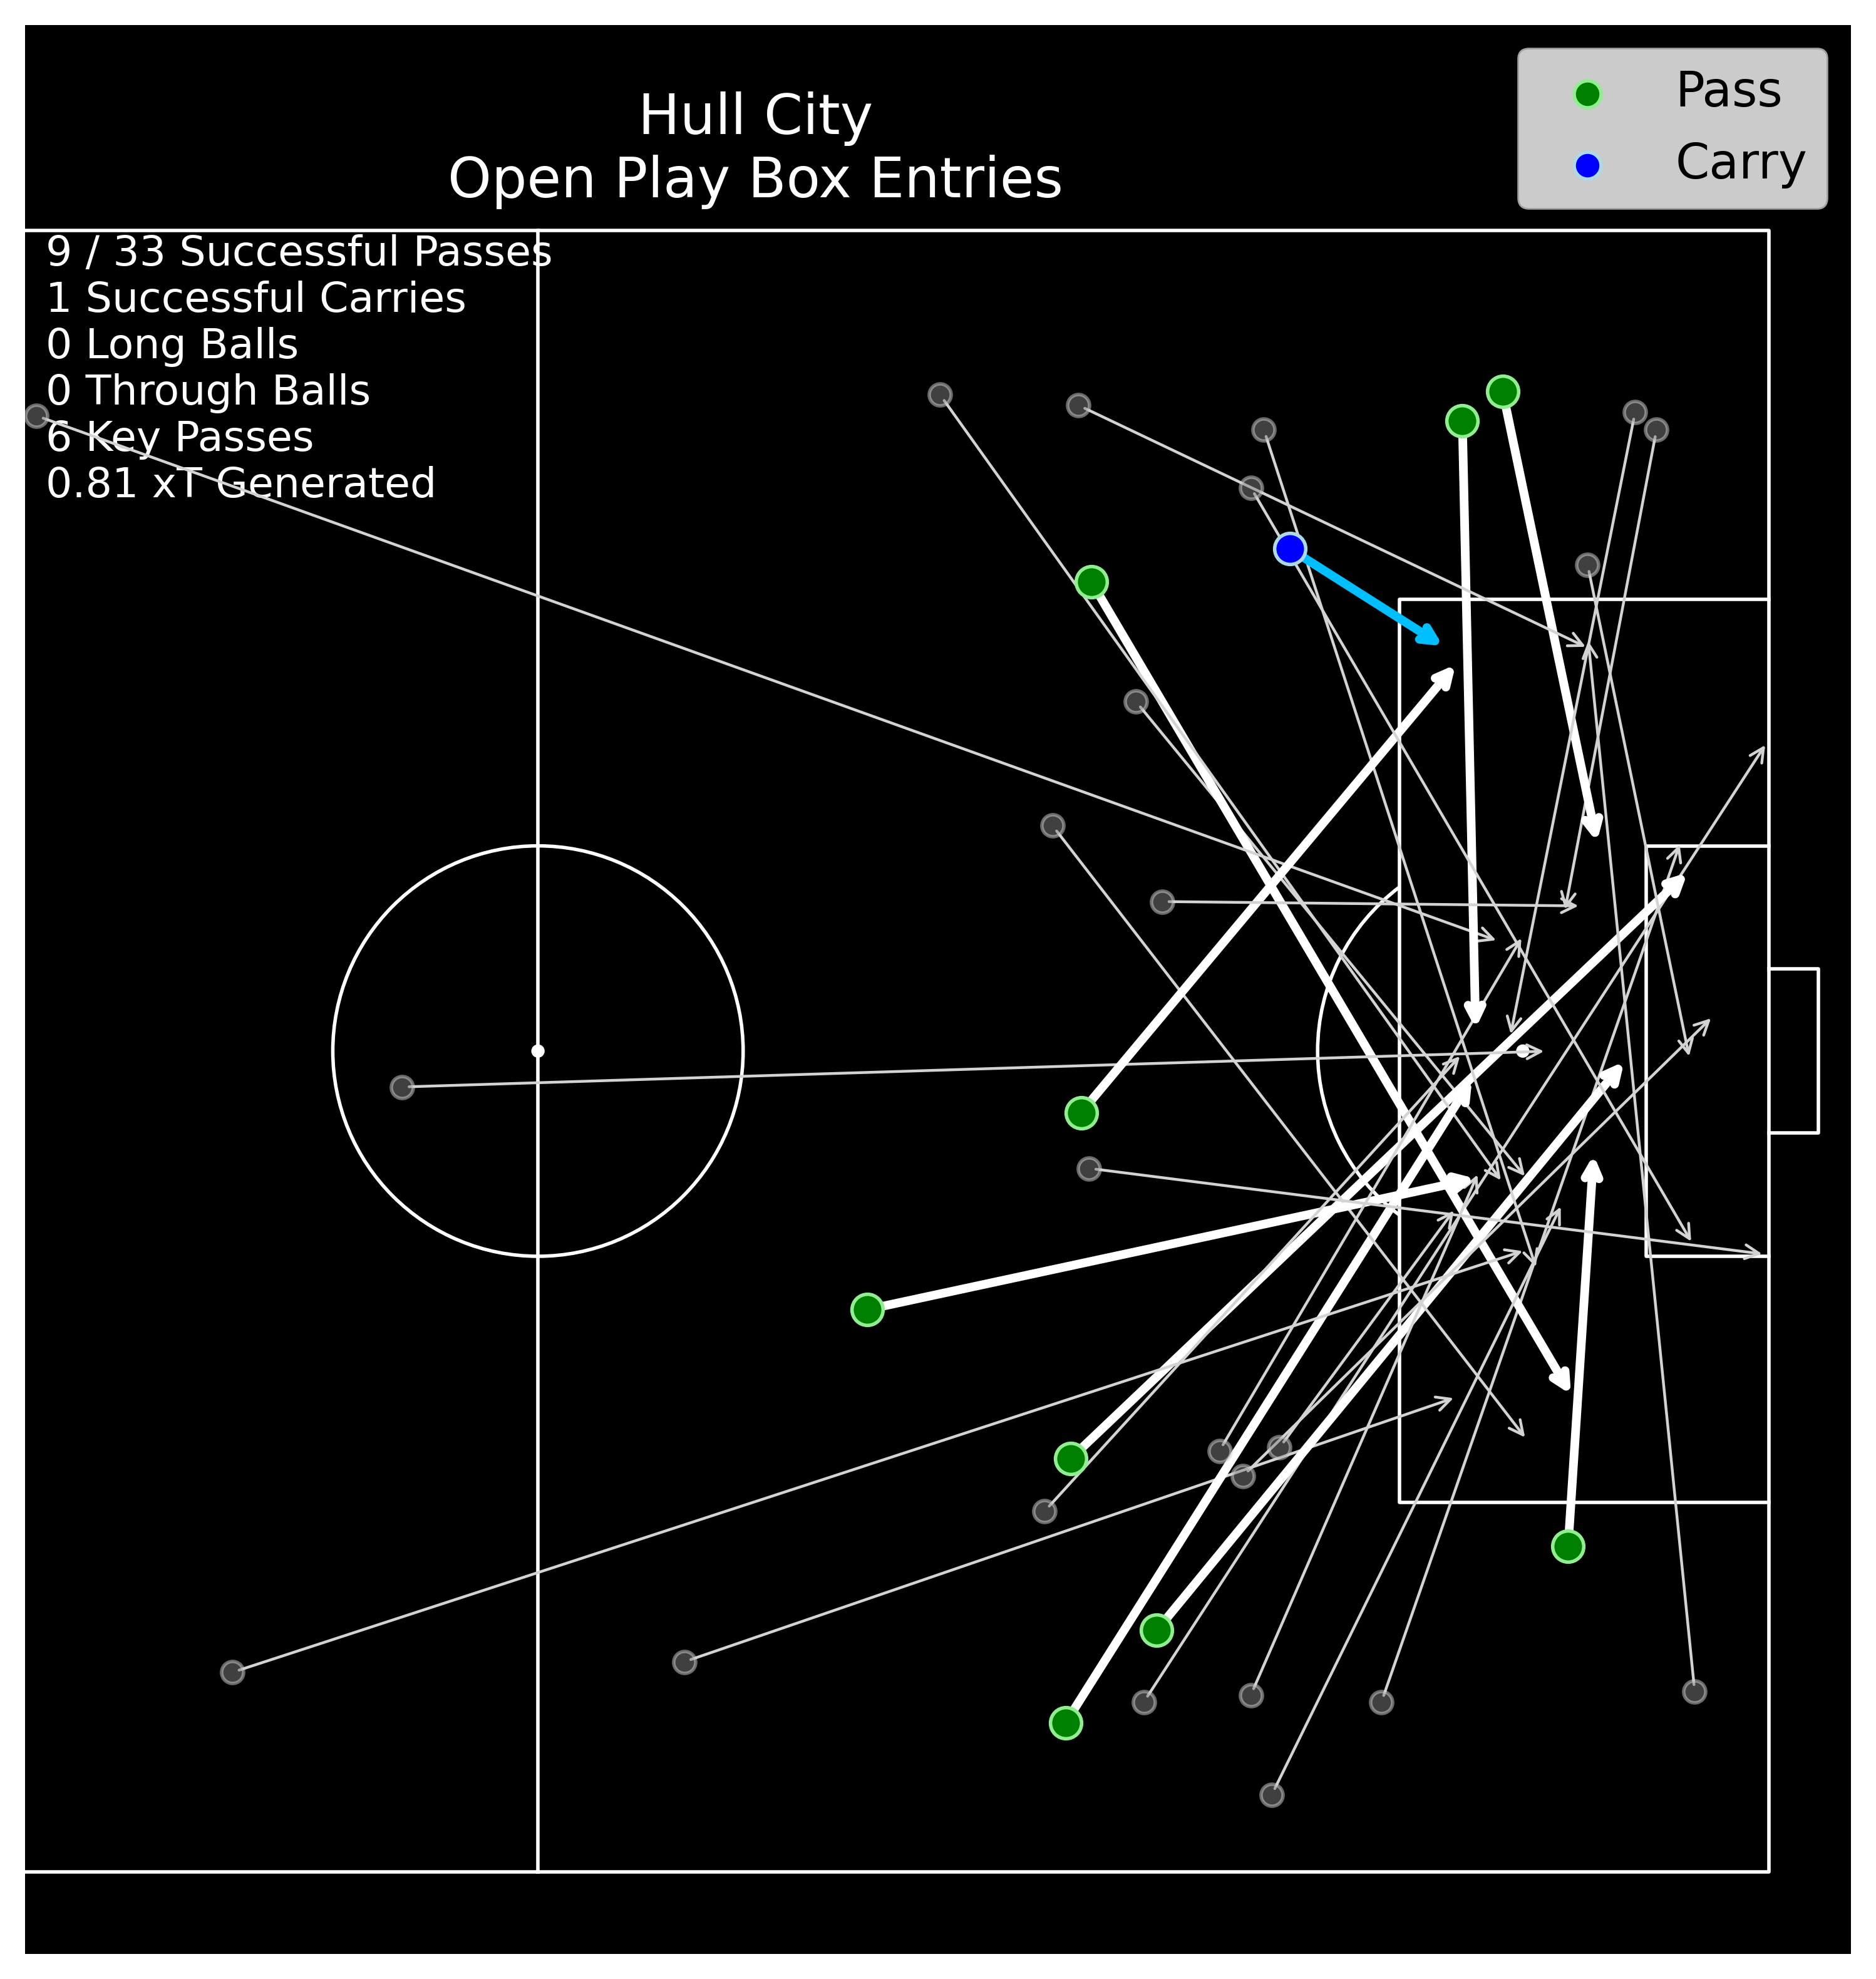 Hull City
Open Play Box Entries
Pass
Carry
9 / 33 Successful Passes
1 Successful Carries
0 Long Balls
0 Through Balls
6 Key Passes
0.81 xT Generated